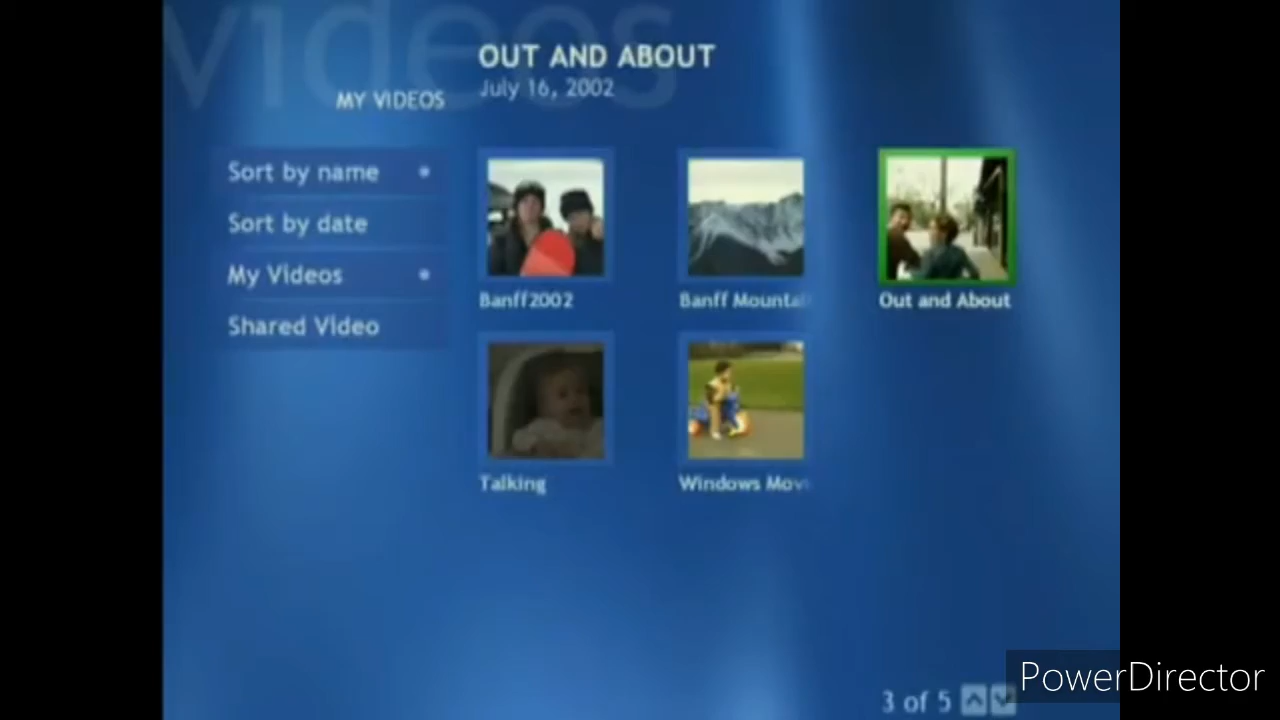 videos
OUT AND ABOUT
July 16, 2002
MY VIDEOS
Sort by name
Sort by date
My Videos
Shared Video
Banff2002
Banff Mountai
Out and About
Talking
Windows Movi
3 of 5
PowerDirector